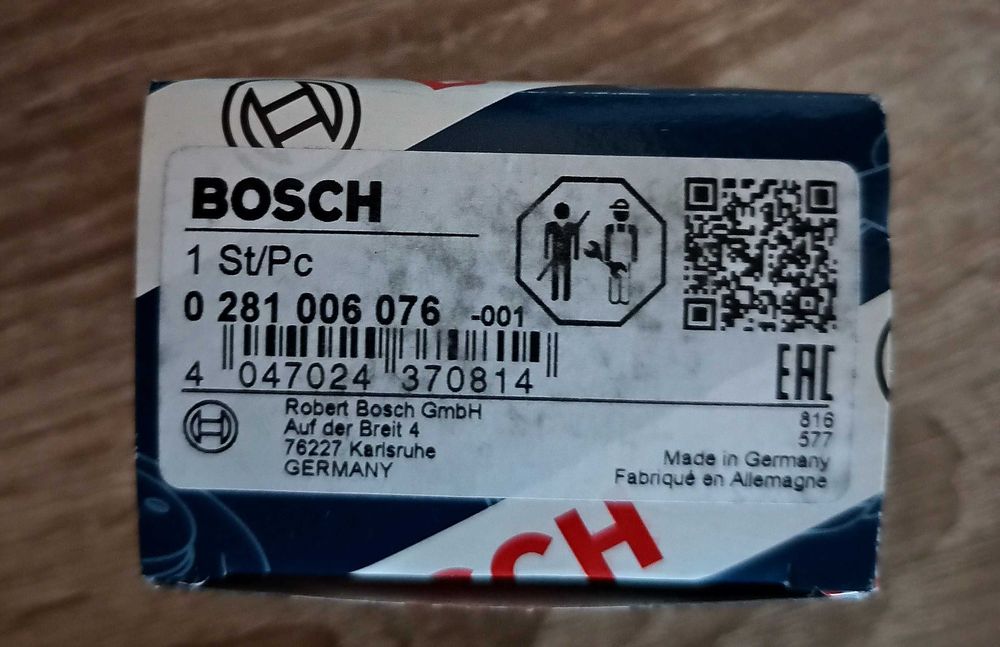 BOSCH
1 St/Pc
0 281 006 076 -001
4 047024 370814
Robert Bosch GmbH
Auf der Breit 4
76227 Karlsruhe
GERMANY
EAC
816
577
Made in Germany
Fabriqué en Allemagne
SCH